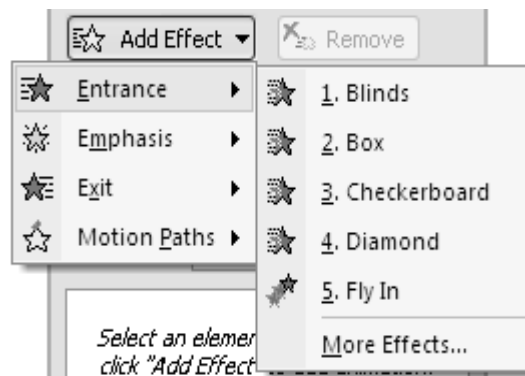 Add Effect
Remove
Entrance
Emphasis
Exit
Motion Paths
1. Blinds
2. Box
3. Checkerboard
4. Diamond
5. Fly In
More Effects...
Select an
click "Add Effect"